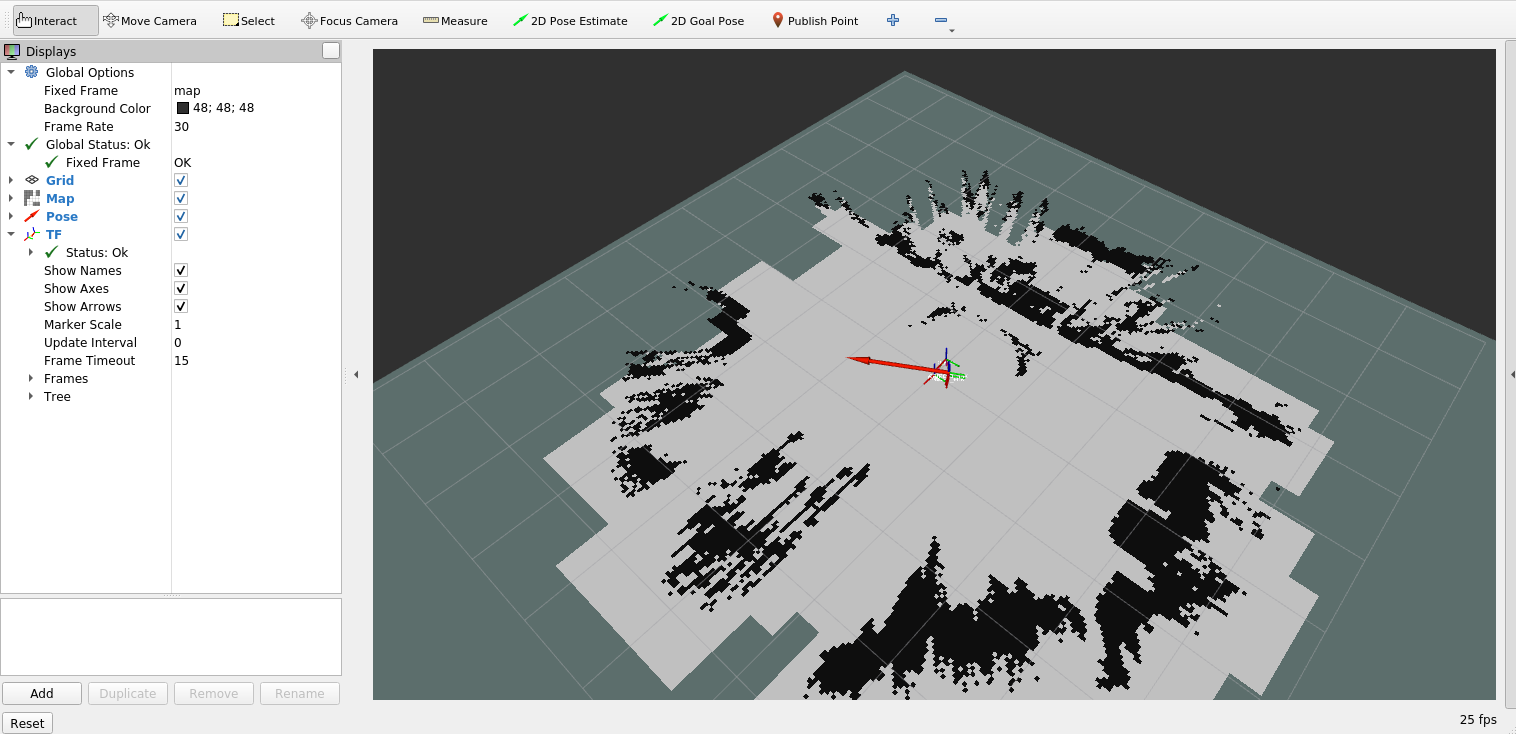 Interact Move Camera Select Focus Camera Measure 2D Pose Estimate 2D Goal Pose Publish Point
Displays
Global Options
Fixed Frame map
Background Color 48; 48; 48
Frame Rate 30
Global Status: Ok
Fixed Frame OK
Grid
Map
Pose
TF
Status: Ok
Show Names
Show Axes
Show Arrows
Marker Scale 1
Update Interval 0
Frame Timeout 15
Frames
Tree
Add Duplicate Remove Rename
Reset 25 fps